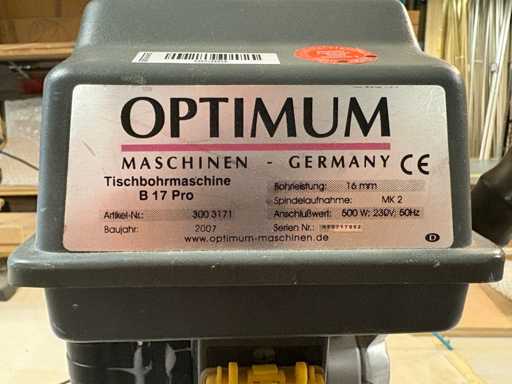 OPTIMUM
MASCHINEN - GERMANY CE
Tischbohrmaschine
B 17 Pro
Artikel-Nr.: 300 3171
Baujahr: 2007
Bohrleistung: 16 mm
Spindelaufnahme: MK 2
Anschlußwert: 500 W; 230V; 50Hz
Serien Nr.:
www.optimum-maschinen.de
D